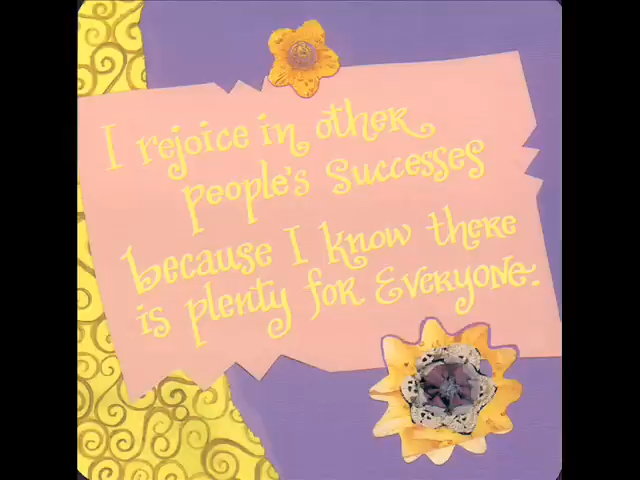 I rejoice in other
people's Successes
because I know there
is plenty for Everyone.